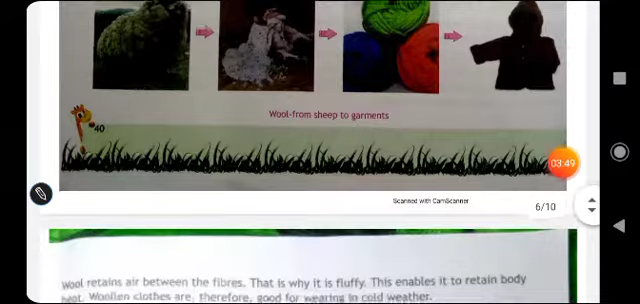 Wool-from sheep to garments
40
03:49
Scanned with CamScanner
6/10
Wool retains air between the fibres. That is why it is fluffy. This enables it to retain body
heat. Woollen clothes are, therefore, good for wearing in cold weather.